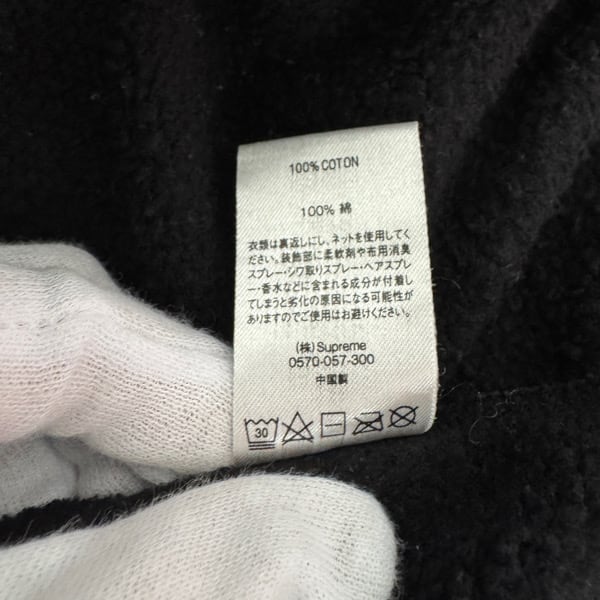 100% COTON
100% 綿
衣類は裏返しにし、ネットを使用してく
ださい。装飾部に柔軟剤や布用消臭
スプレー・シワ取りスプレー・ヘアスプレ
ー・香水などに含まれる成分が付着し
てしまうと劣化の原因になる可能性が
ありますのでご使用はお避けください。
(株)Supreme
0570-057-300
中国製
30